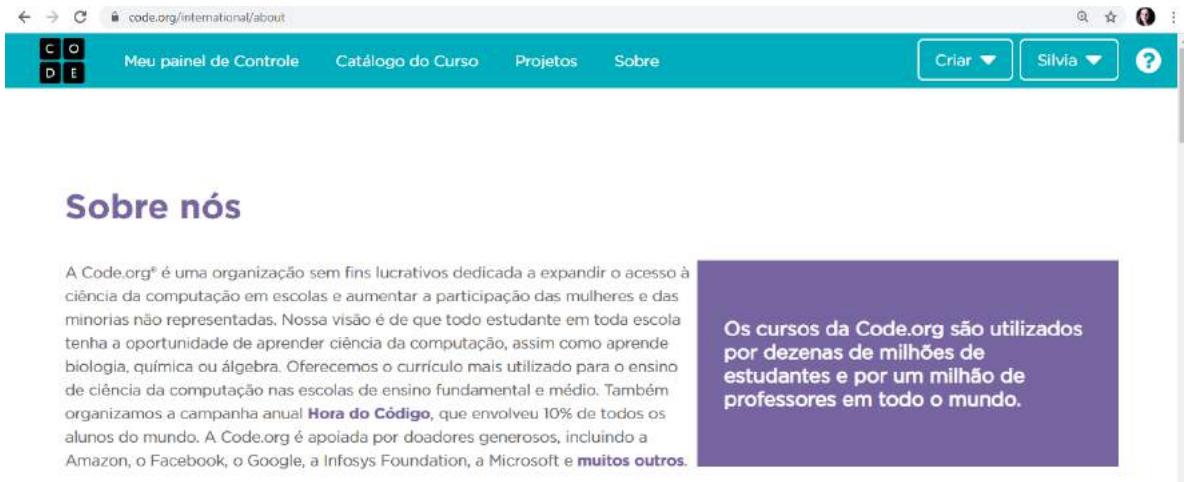 code.org/international/about
C O
D E
Meu painel de Controle Catálogo do Curso Projetos Sobre Criar Silvia ?
Sobre nós
A Code.org® é uma organização sem fins lucrativos dedicada a expandir o acesso à
ciência da computação em escolas e aumentar a participação das mulheres e das
minorias não representadas. Nossa visão é de que todo estudante em toda escola
tenha a oportunidade de aprender ciência da computação, assim como aprende
biologia, química ou álgebra. Oferecemos o currículo mais utilizado para o ensino
de ciência da computação nas escolas de ensino fundamental e médio. Também
organizamos a campanha anual Hora do Código, que envolveu 10% de todos os
alunos do mundo. A Code.org é apoiada por doadores generosos, incluindo a
Amazon, o Facebook, o Google, a Infosys Foundation, a Microsoft e muitos outros.
Os cursos da Code.org são utilizados
por dezenas de milhões de
estudantes e por um milhão de
professores em todo o mundo.